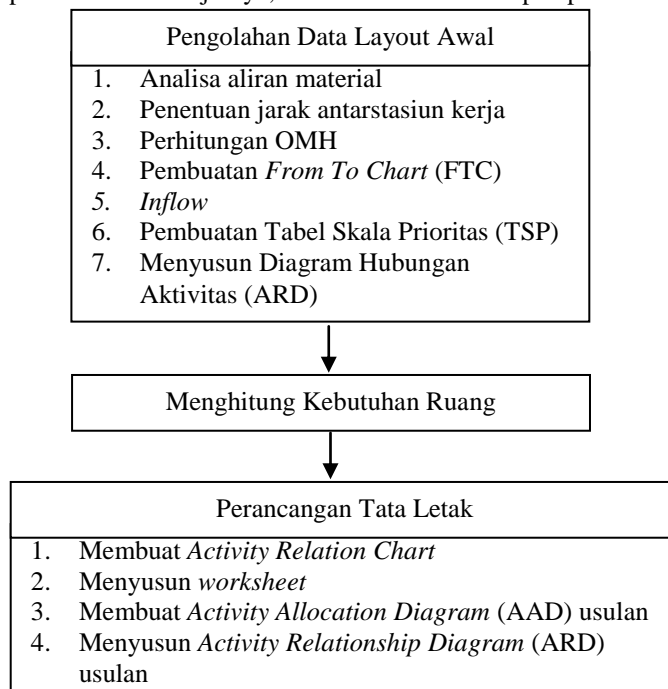 Pengolahan Data Layout Awal
1. Analisa aliran material
2. Penentuan jarak antarstasiun kerja
3. Perhitungan OMH
4. Pembuatan From To Chart (FTC)
5. Inflow
6. Pembuatan Tabel Skala Prioritas (TSP)
7. Menyusun Diagram Hubungan
Aktivitas (ARD)
Menghitung Kebutuhan Ruang
Perancangan Tata Letak
1. Membuat Activity Relation Chart
2. Menyusun worksheet
3. Membuat Activity Allocation Diagram (AAD) usulan
4. Menyusun Activity Relationship Diagram (ARD)
usulan